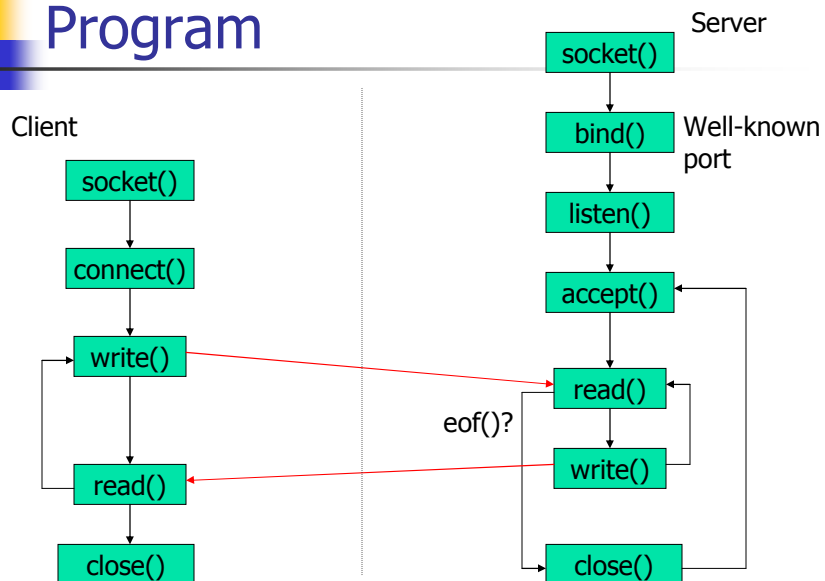 Program
Client
socket()
connect()
write()
read()
close()
Server
socket()
bind()
Well-known
port
listen()
accept()
read()
eof()?
write()
close()